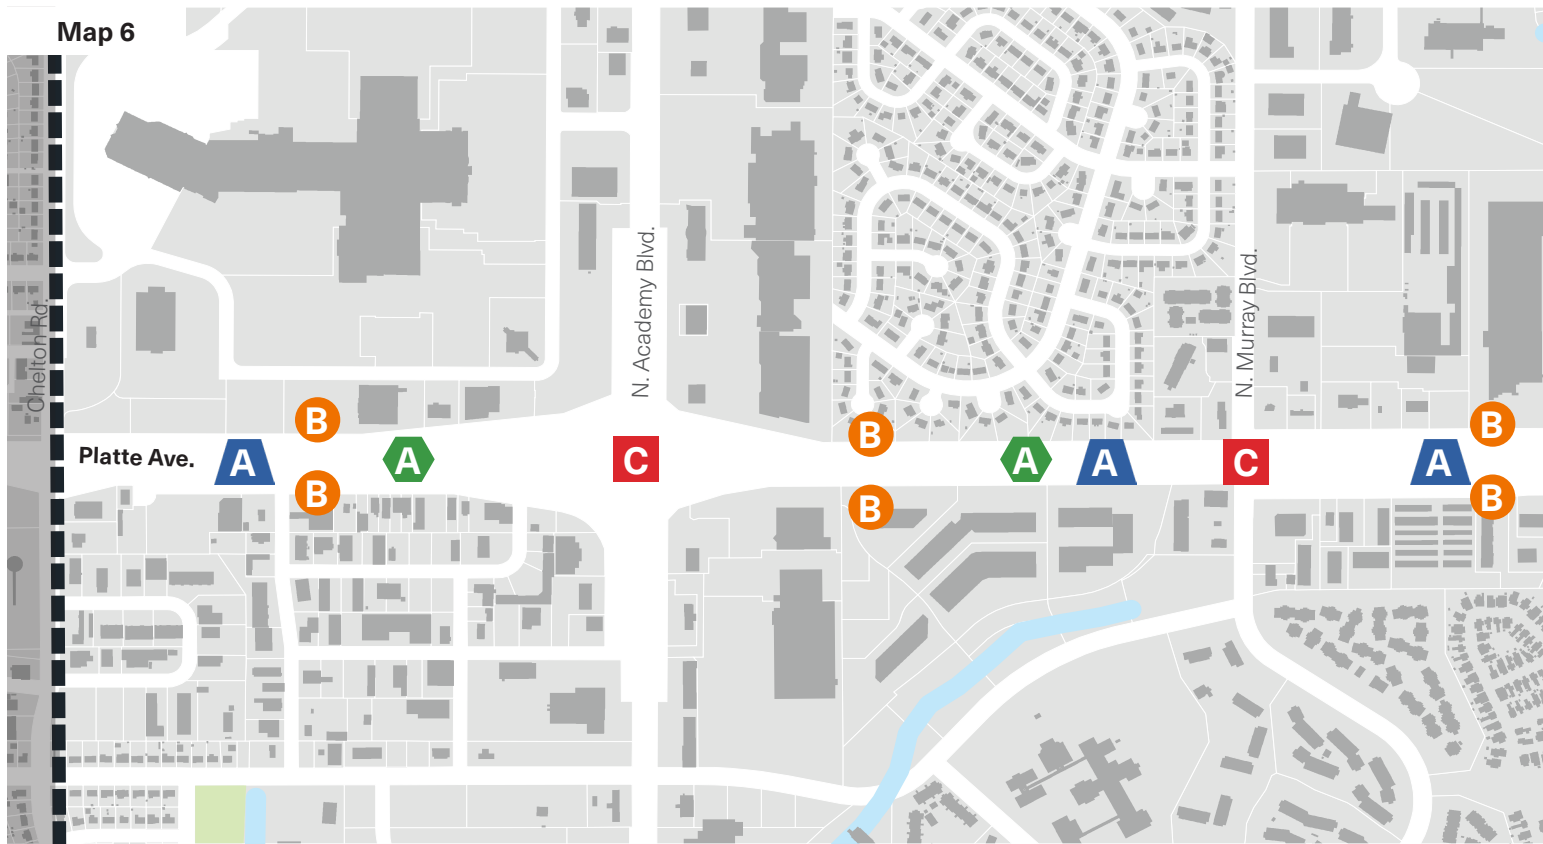 Map 6
Chelton Rd.
N. Academy Blvd.
N. Murray Blvd.
B
B
B
Platte Ave.
A
A
C
A
A
C
A
B
B
B